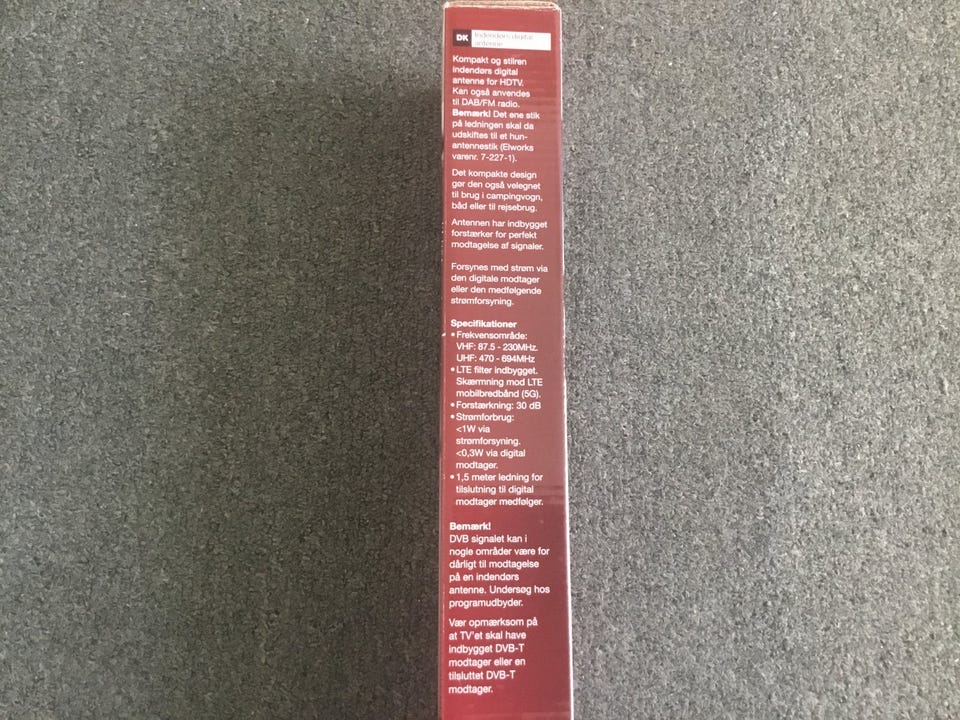 DK
Indendørs digital
antenne
Kompakt og stilren
indendørs digital
antenne for HDTV.
Kan også anvendes
til DAB/FM radio.
Bemærk! Det ene stik
på ledningen skal da
udskiftes til et hun-
antennestik (Elworks
varenr. 7-227-1).
Det kompakte design
gør den også velegnet
til brug i campingvogn,
båd eller til rejsebrug.
Antennen har indbygget
forstærker for perfekt
modtagelse af signaler.
Forsynes med strøm via
den digitale modtager
eller den medfølgende
strømforsyning.
Specifikationer
• Frekvensområde:
VHF: 87.5 - 230MHz.
UHF: 470 - 694MHz
• LTE filter indbygget.
Skærmning mod LTE
mobilbredbånd (5G).
• Forstærkning: 30 dB
• Strømforbrug:
<1W via
strømforsyning.
<0,3W via digital
modtager.
• 1,5 meter ledning for
tilslutning til digital
modtager medfølger.
Bemærk!
DVB signalet kan i
nogle områder være for
dårligt til modtagelse
på en indendørs
antenne. Undersøg hos
programudbyder.
Vær opmærksom på
at TV'et skal have
indbygget DVB-T
modtager eller en
tilsluttet DVB-T
modtager.